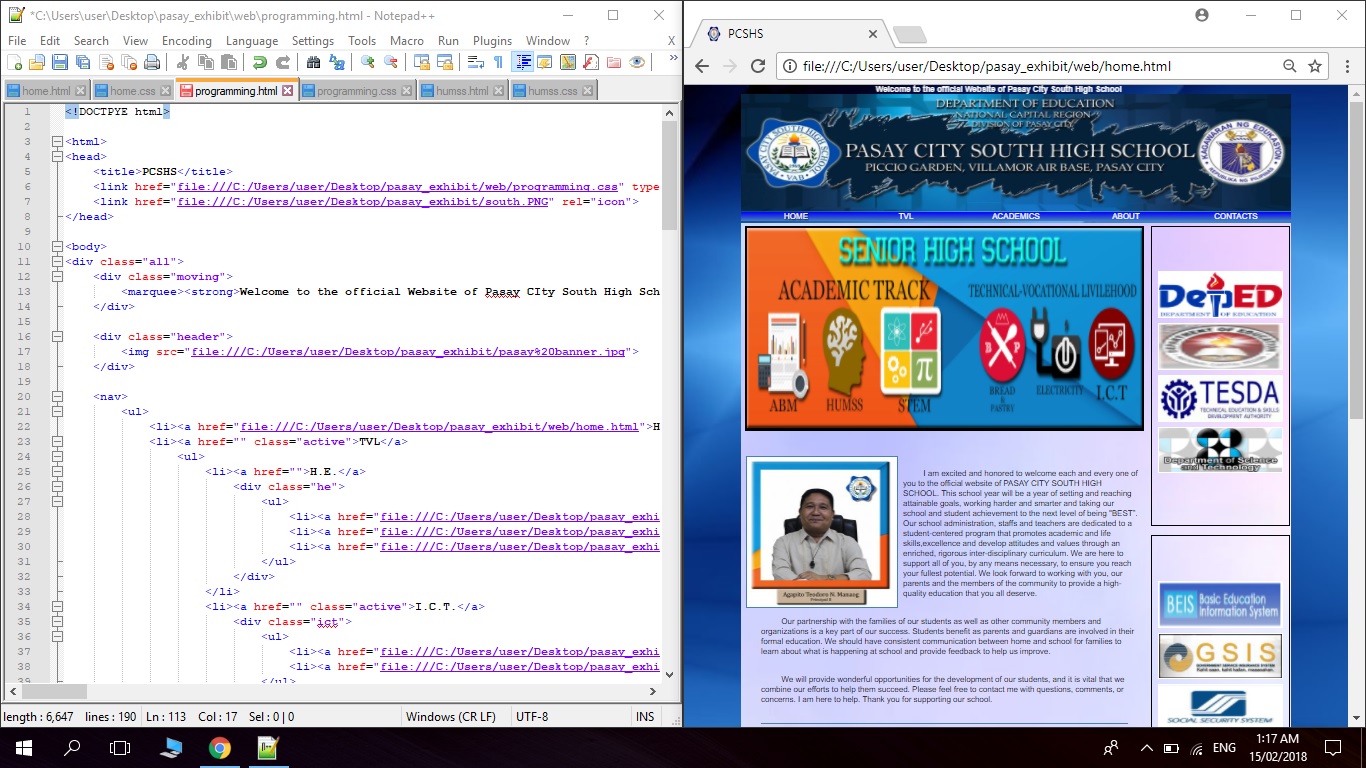 *C:\Users\user\Desktop\pasay_exhibit\web\programming.html - Notepad++
File Edit Search View Encoding Language Settings Tools Macro Run Plugins Window ? X
home.html home.css programming.html programming.css humss.html humss.css
1 <!DOCTPYE html>
2
3 <html>
4 <head>
5 <title>PCSHS</title>
6 <link href="file:///C:/Users/user/Desktop/pasay_exhibit/web/programming.css" type
7 <link href="file:///C:/Users/user/Desktop/pasay_exhibit/south.PNG" rel="icon">
8 </head>
9
10 <body>
11 <div class="all">
12 <div class="moving">
13 <marquee><strong>Welcome to the official Website of Pasay CIty South High Sch
14 </div>
15
16 <div class="header">
17 <img src="file:///C:/Users/user/Desktop/pasay_exhibit/pasay%20banner.jpg">
18 </div>
19
20 <nav>
21 <ul>
22 <li><a href="file:///C:/Users/user/Desktop/pasay_exhibit/web/home.html">H
23 <li><a href="" class="active">TVL</a>
24 <ul>
25 <li><a href="">H.E.</a>
26 <div class="he">
27 <ul>
28 <li><a href="file:///C:/Users/user/Desktop/pasay_exhi
29 <li><a href="file:///C:/Users/user/Desktop/pasay_exhi
30 <li><a href="file:///C:/Users/user/Desktop/pasay_exhi
31 </ul>
32 </div>
33 </li>
34 <li><a href="" class="active">I.C.T.</a>
35 <div class="ict">
36 <ul>
37 <li><a href="file:///C:/Users/user/Desktop/pasay_exhi
38 <li><a href="file:///C:/Users/user/Desktop/pasay_exhi
39 </ul>
length : 6,647 lines : 190 Ln : 113 Col : 17 Sel : 0 | 0 Windows (CR LF) UTF-8 INS
PCSHS
file:///C:/Users/user/Desktop/pasay_exhibit/web/home.html
Welcome to the official Website of Pasay City South High School
DEPARTMENT OF EDUCATION
NATIONAL CAPITAL REGION
DIVISION OF PASAY CITY
PASAY CITY SOUTH HIGH SCHOOL
PICCIO GARDEN, VILLAMOR AIR BASE, PASAY CITY
PASAY CITY SOUTH HIGH SCHOOL
VAB
KAGAWARAN NG EDUKASYON
REPUBLIKA NG PILIPINAS
HOME TVL ACADEMICS ABOUT CONTACTS
SENIOR HIGH SCHOOL
ACADEMIC TRACK
TECHNICAL-VOCATIONAL LIVILEHOOD
B P
π
ABM HUMSS STEM
BREAD & PASTRY
ELECTRICITY
I.C.T
Agapito Teodoro N. Manaog
Principal II
I am excited and honored to welcome each and every one of
you to the official website of PASAY CITY SOUTH HIGH
SCHOOL. This school year will be a year of setting and reaching
attainable goals, working harder and smarter and taking our
school and student achievement to the next level of being "BEST".
Our school administration, staffs and teachers are dedicated to a
student-centered program that promotes academic and life
skills,excellence and develop attitudes and values through an
enriched, rigorous inter-disciplinary curriculum. We are here to
support all of you, by any means necessary, to ensure you reach
your fullest potential. We look forward to working with you, our
parents and the members of the community to provide a high-
quality education that you all deserve.
Our partnership with the families of our students as well as other community members and
organizations is a key part of our success. Students benefit as parents and guardians are involved in their
formal education. We should have consistent communication between home and school for families to
learn about what is happening at school and provide feedback to help us improve.
We will provide wonderful opportunities for the development of our students, and it is vital that we
combine our efforts to help them succeed. Please feel free to contact me with questions, comments, or
concerns. I am here to help. Thank you for supporting our school.
DepED
DEPARTMENT OF EDUCATION
TESDA
TECHNICAL EDUCATION & SKILLS
DEVELOPMENT AUTHORITY
Department of Science
and Technology
BEIS Basic Education
Information System
GSIS
GOVERNMENT SERVICE INSURANCE SYSTEM
SOCIAL SECURITY SYSTEM
ENG
1:17 AM
15/02/2018